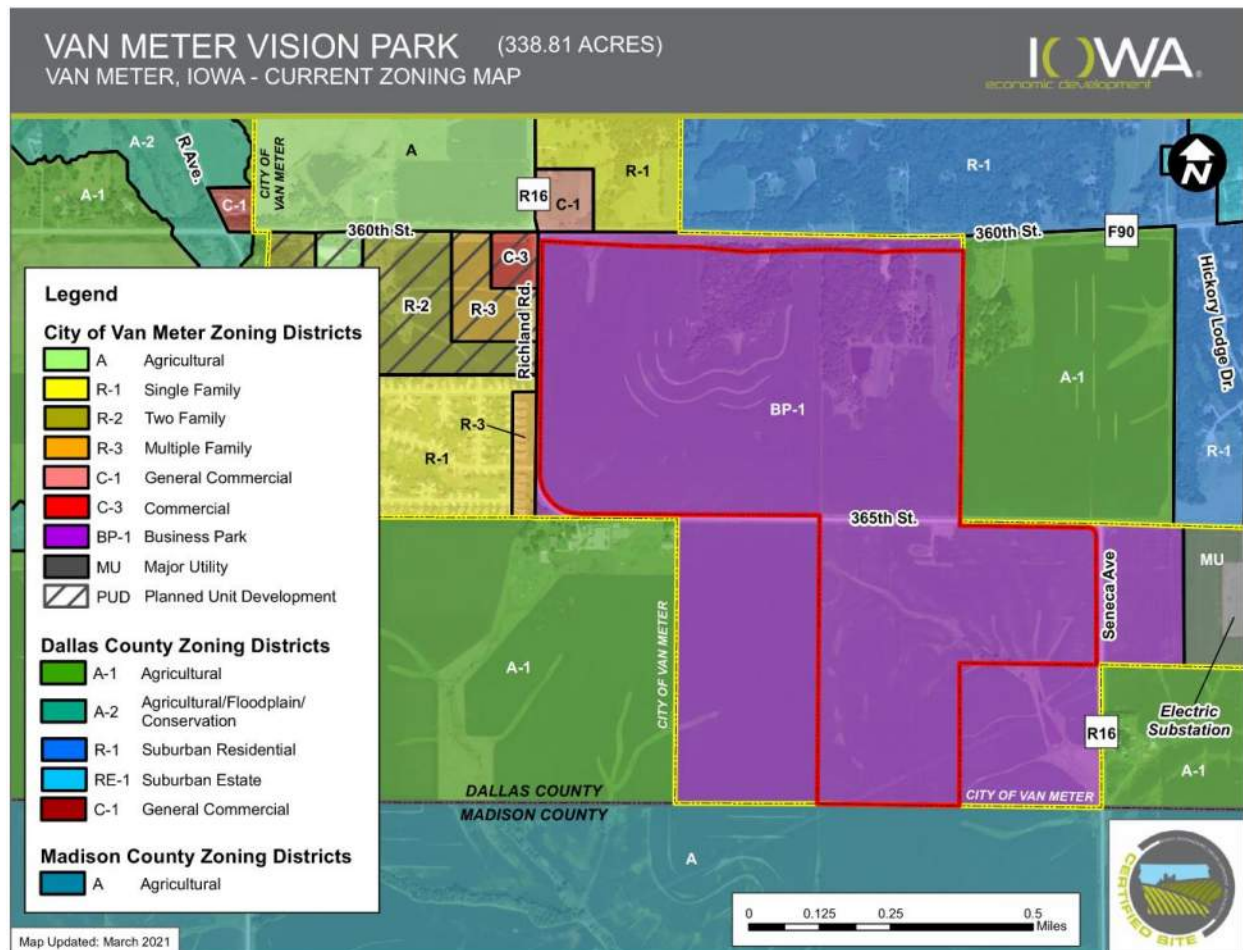 VAN METER VISION PARK (338.81 ACRES)
VAN METER, IOWA - CURRENT ZONING MAP
IOWA
economic development
N
A-2
R Ave.
A-1
C-1
CITY OF
VAN METER
A
R16
R-1
C-1
R-1
360th St.
360th St.
F90
Hickory Lodge Dr.
R-2
R-3
C-3
Richland Rd.
R-3
R-1
BP-1
A-1
R-1
365th St.
Seneca Ave
MU
Electric
Substation
A-1
CITY OF VAN METER
R16
A-1
CITY OF VAN METER
DALLAS COUNTY
MADISON COUNTY
A
Legend
City of Van Meter Zoning Districts
A Agricultural
R-1 Single Family
R-2 Two Family
R-3 Multiple Family
C-1 General Commercial
C-3 Commercial
BP-1 Business Park
MU Major Utility
PUD Planned Unit Development
Dallas County Zoning Districts
A-1 Agricultural
A-2 Agricultural/Floodplain/
Conservation
R-1 Suburban Residential
RE-1 Suburban Estate
C-1 General Commercial
Madison County Zoning Districts
A Agricultural
0 0.125 0.25 0.5
Miles
CERTIFIED SITE
Map Updated: March 2021